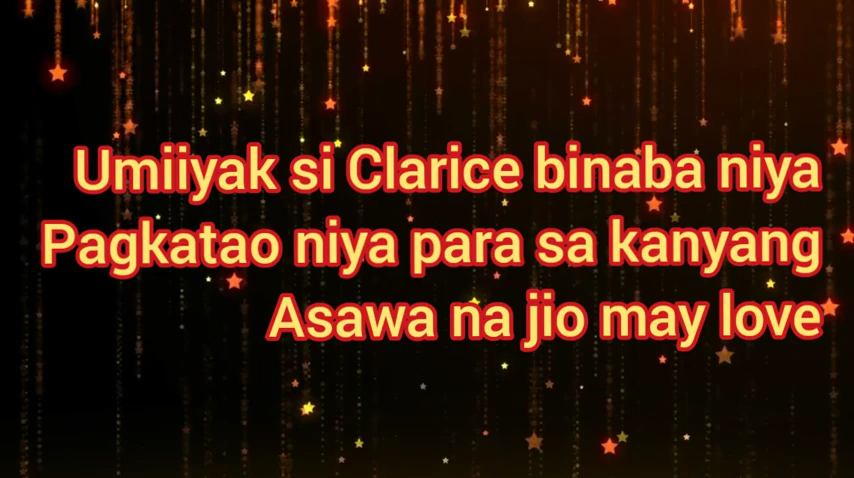 Umiiyak si Clarice binaba niya
Pagkatao niya para sa kanyang
Asawa na jio may love